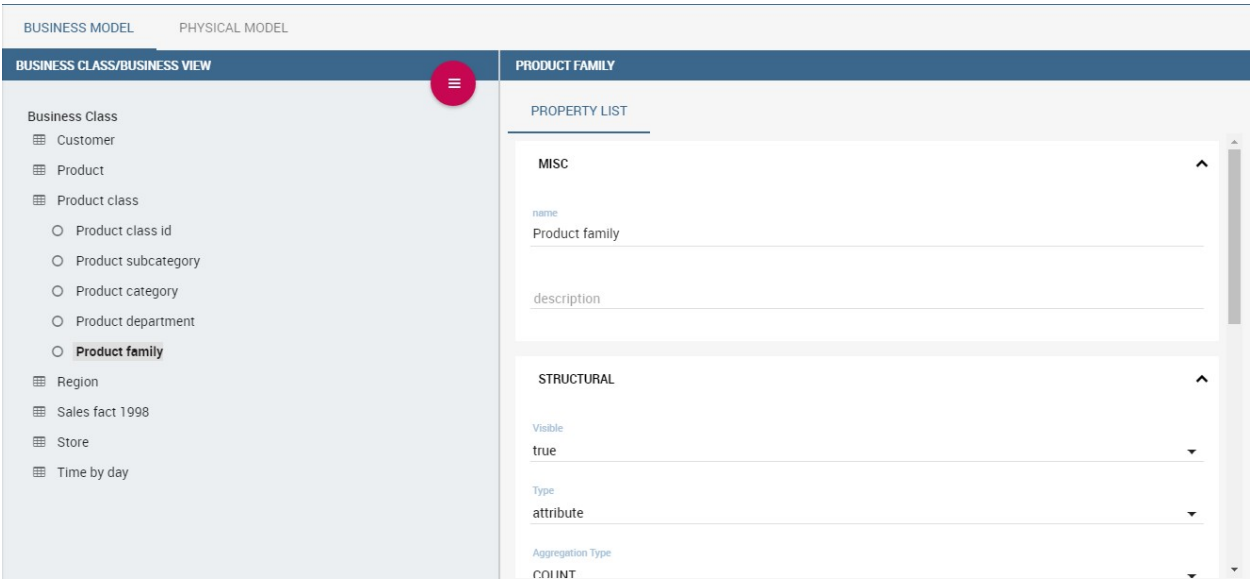 BUSINESS MODEL PHYSICAL MODEL
BUSINESS CLASS/BUSINESS VIEW
Business Class
Customer
Product
Product class
Product class id
Product subcategory
Product category
Product department
Product family
Region
Sales fact 1998
Store
Time by day
PRODUCT FAMILY
PROPERTY LIST
MISC
name
Product family
description
STRUCTURAL
Visible
true
Type
attribute
Aggregation Type
COUNT